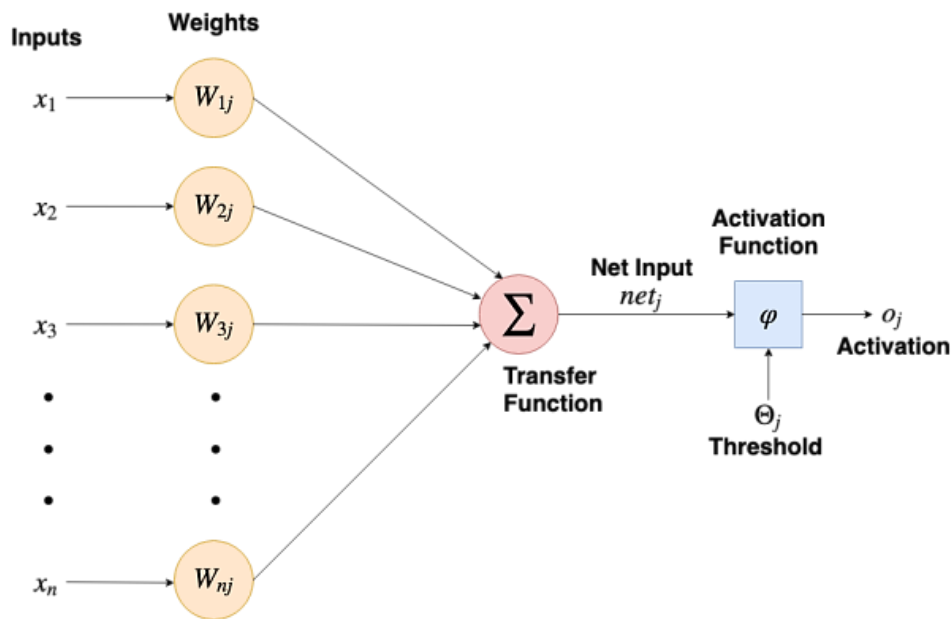 Inputs
Weights
x₁
W₁ⱼ
x₂
W₂ⱼ
x₃
W₃ⱼ
xₙ
Wₙⱼ
Σ
Transfer
Function
Net Input
netⱼ
Activation
Function
φ
oⱼ
Activation
Θⱼ
Threshold